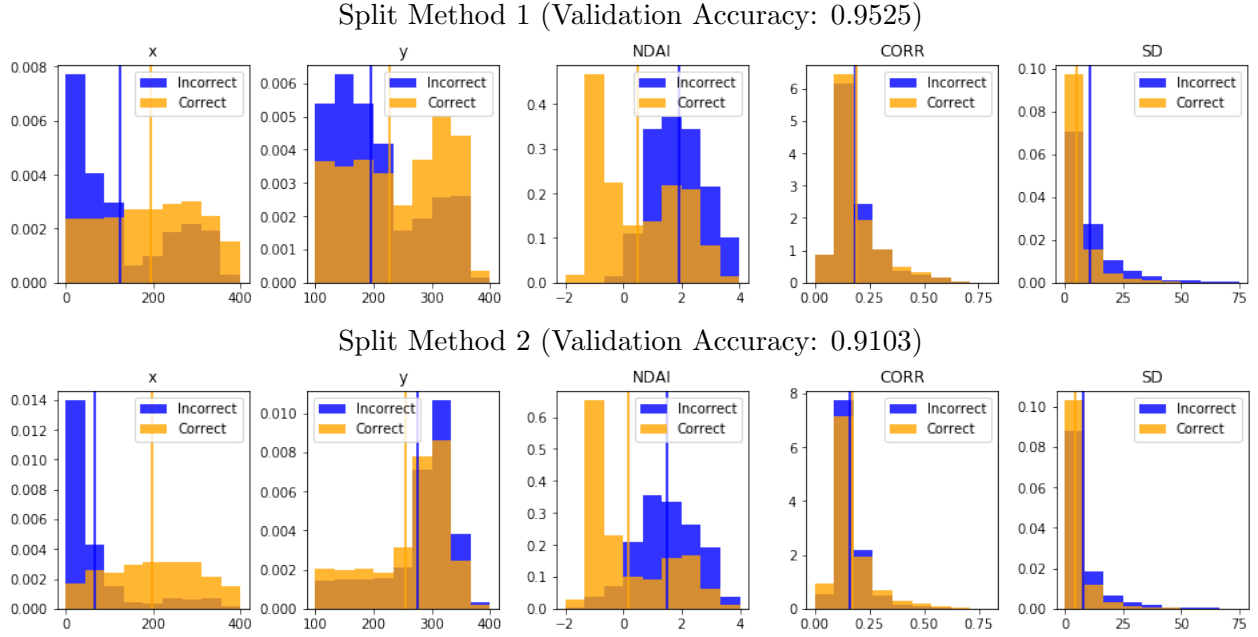 Split Method 1 (Validation Accuracy: 0.9525)
x
y
NDAI
CORR
SD
0.008
0.006
0.004
0.002
0.000
0 200 400
Incorrect
Correct
0.006
0.005
0.004
0.003
0.002
0.001
0.000
100 200 300 400
Incorrect
Correct
0.4
0.3
0.2
0.1
0.0
−2 0 2 4
Incorrect
Correct
6
5
4
3
2
1
0
0.00 0.25 0.50 0.75
Incorrect
Correct
0.10
0.08
0.06
0.04
0.02
0.00
0 25 50 75
Incorrect
Correct
Split Method 2 (Validation Accuracy: 0.9103)
x
y
NDAI
CORR
SD
0.014
0.012
0.010
0.008
0.006
0.004
0.002
0.000
0 200 400
Incorrect
Correct
0.010
0.008
0.006
0.004
0.002
0.000
100 200 300 400
Incorrect
Correct
0.6
0.5
0.4
0.3
0.2
0.1
0.0
−2 0 2 4
Incorrect
Correct
8
6
4
2
0
0.00 0.25 0.50 0.75
Incorrect
Correct
0.10
0.08
0.06
0.04
0.02
0.00
0 25 50 75
Incorrect
Correct